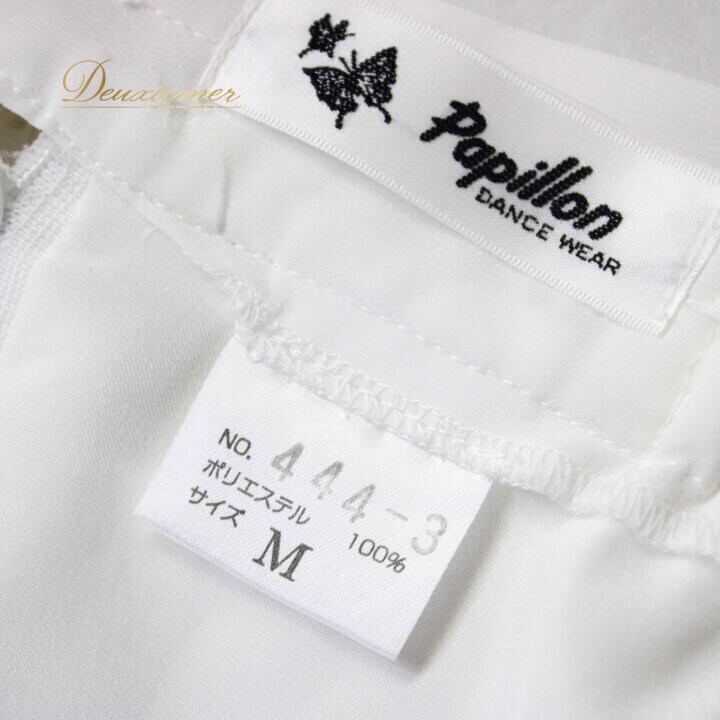 Deuxiemer
Papillon
DANCE WEAR
NO. 444-3
ポリエステル 100%
サイズ M